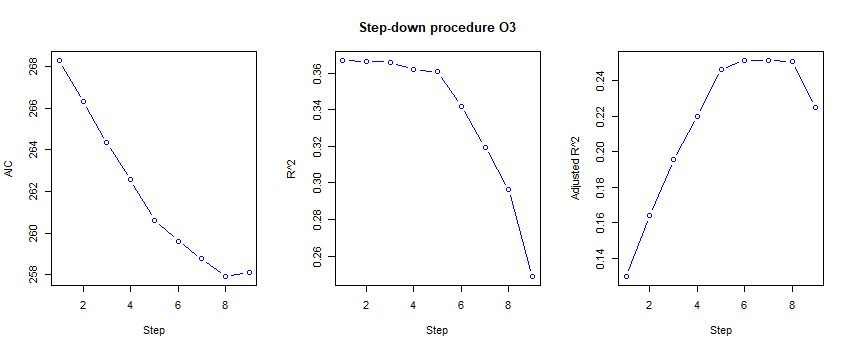 Step-down procedure O3
AIC
258 260 262 264 266 268
2 4 6 8
Step
R^2
0.26 0.28 0.30 0.32 0.34 0.36
2 4 6 8
Step
Adjusted R^2
0.14 0.16 0.18 0.20 0.22 0.24
2 4 6 8
Step